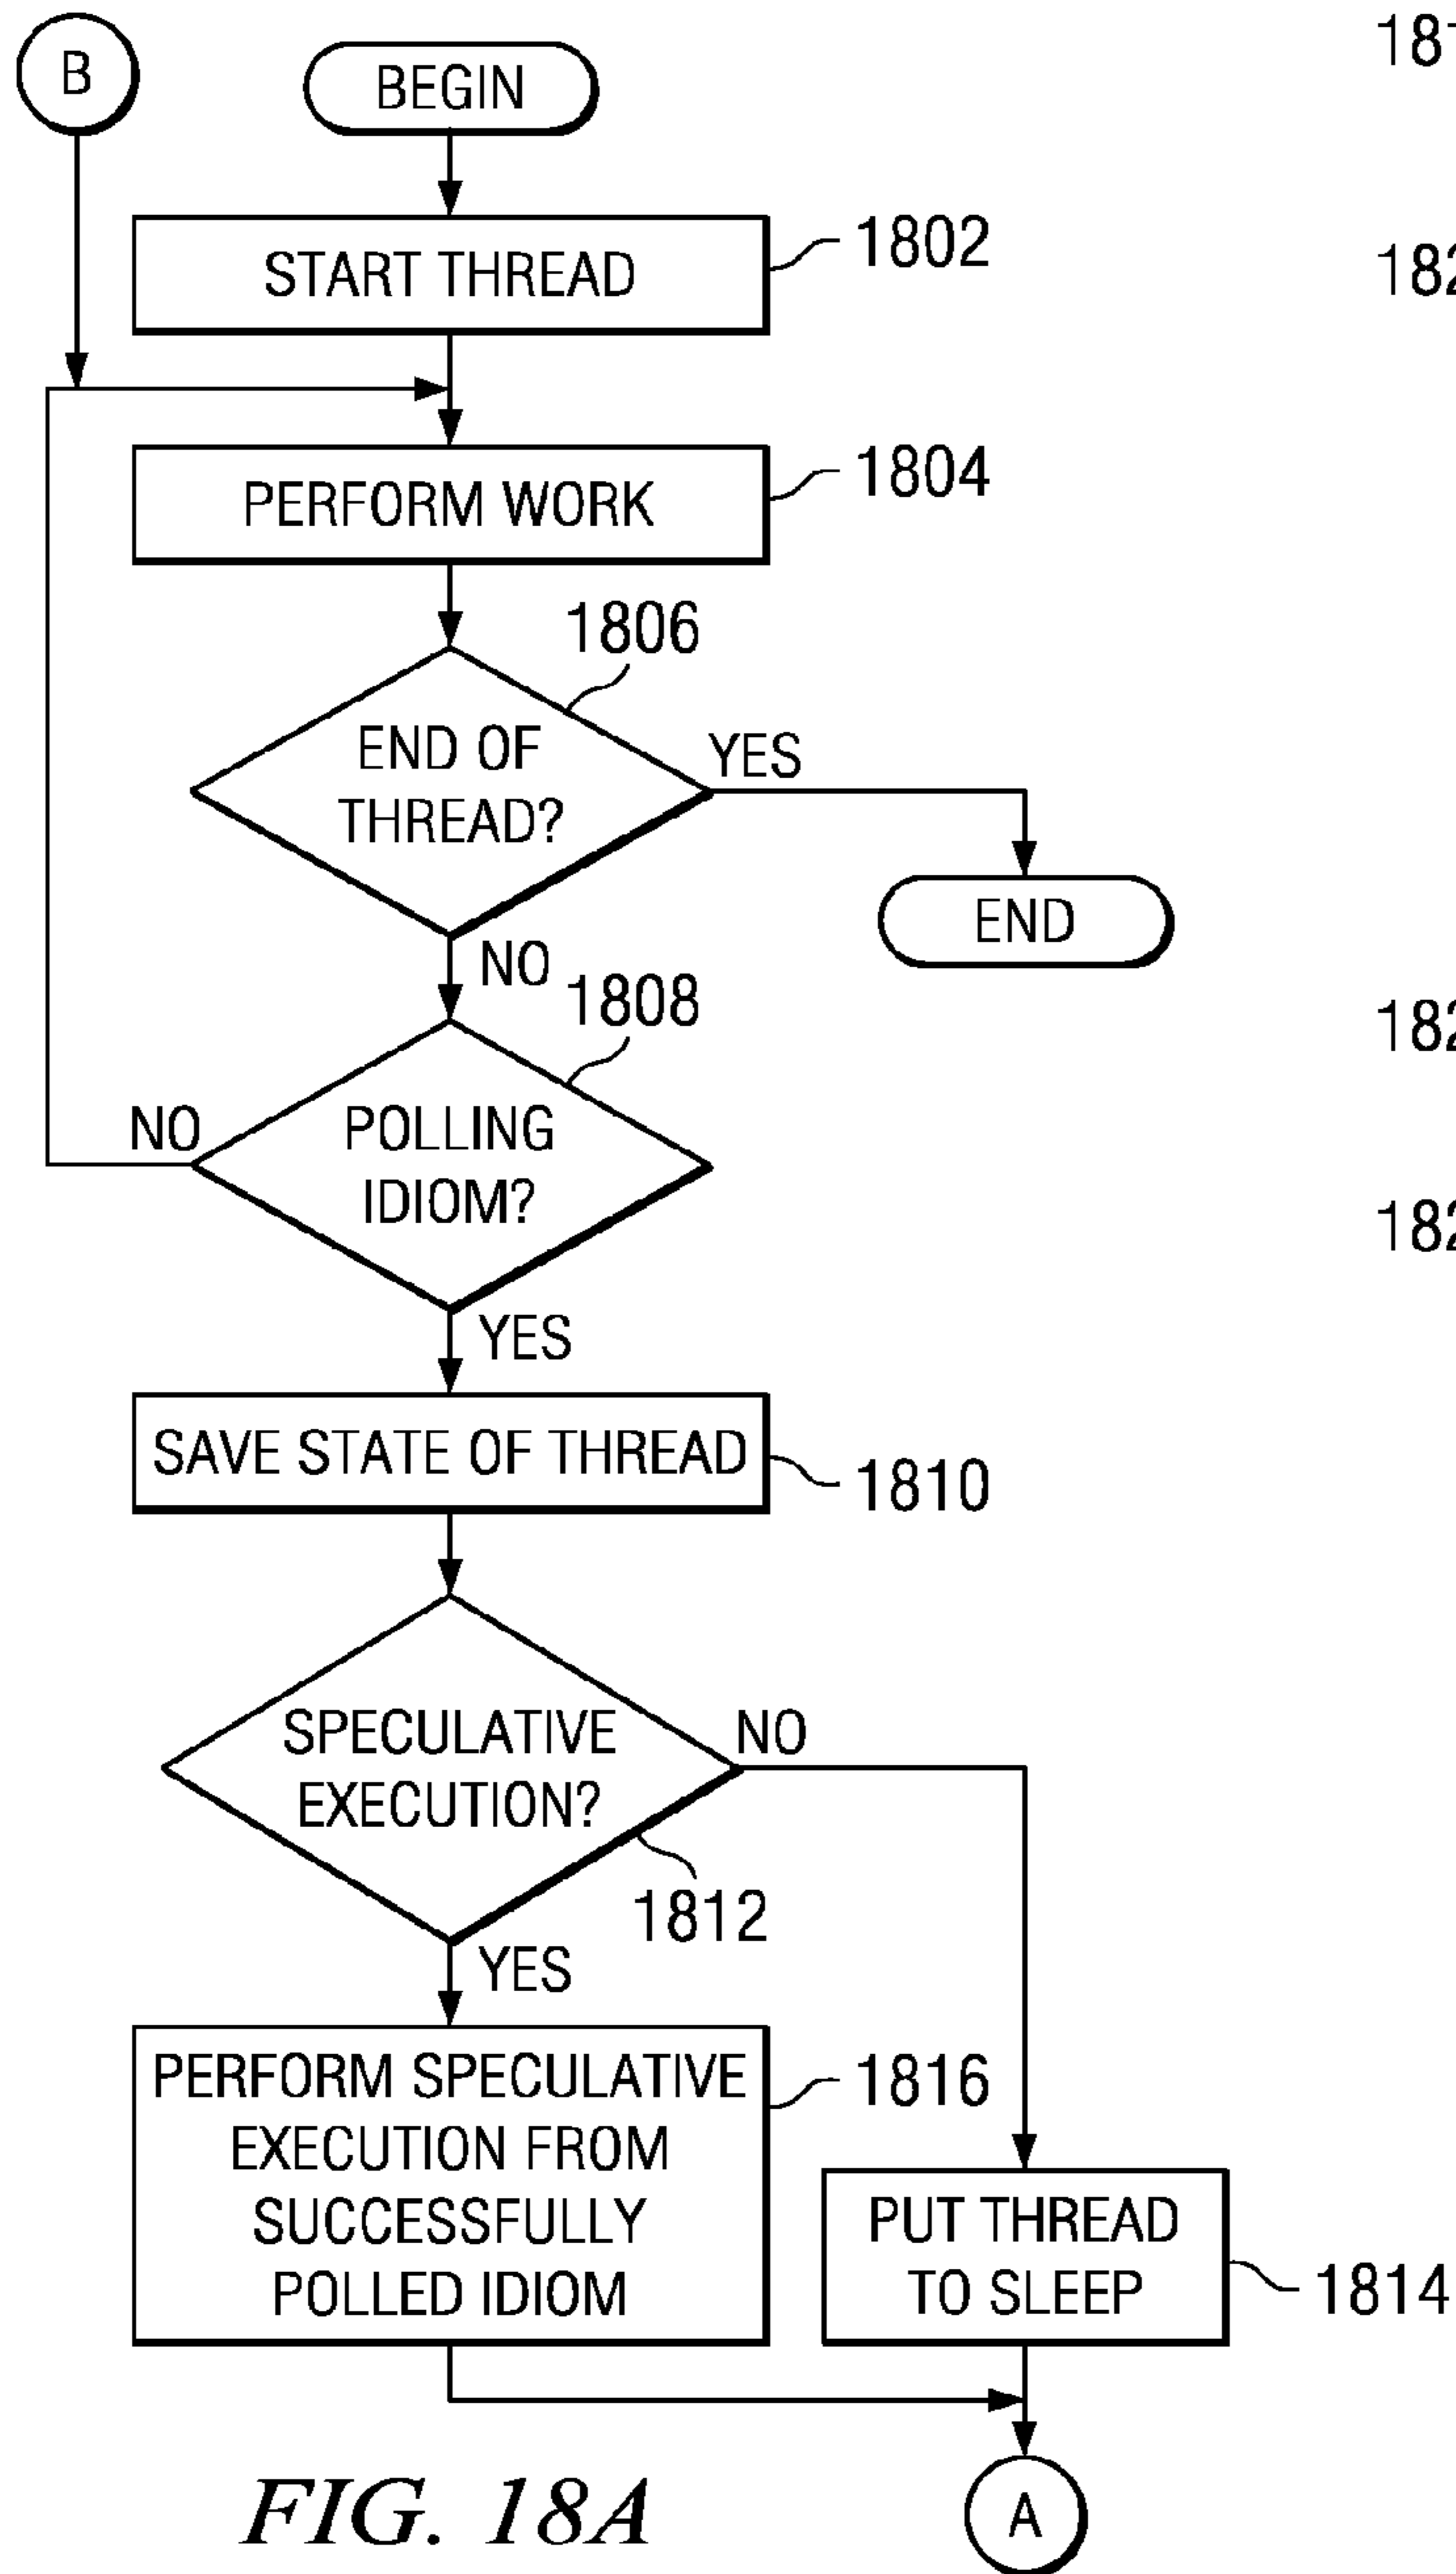 B
BEGIN
START THREAD
1802
PERFORM WORK
1804
1806
END OF
THREAD?
YES
END
NO
1808
POLLING
IDIOM?
NO
YES
SAVE STATE OF THREAD
1810
SPECULATIVE
EXECUTION?
NO
1812
YES
PERFORM SPECULATIVE
EXECUTION FROM
SUCCESSFULLY
POLLED IDIOM
1816
PUT THREAD
TO SLEEP
1814
A
FIG. 18A